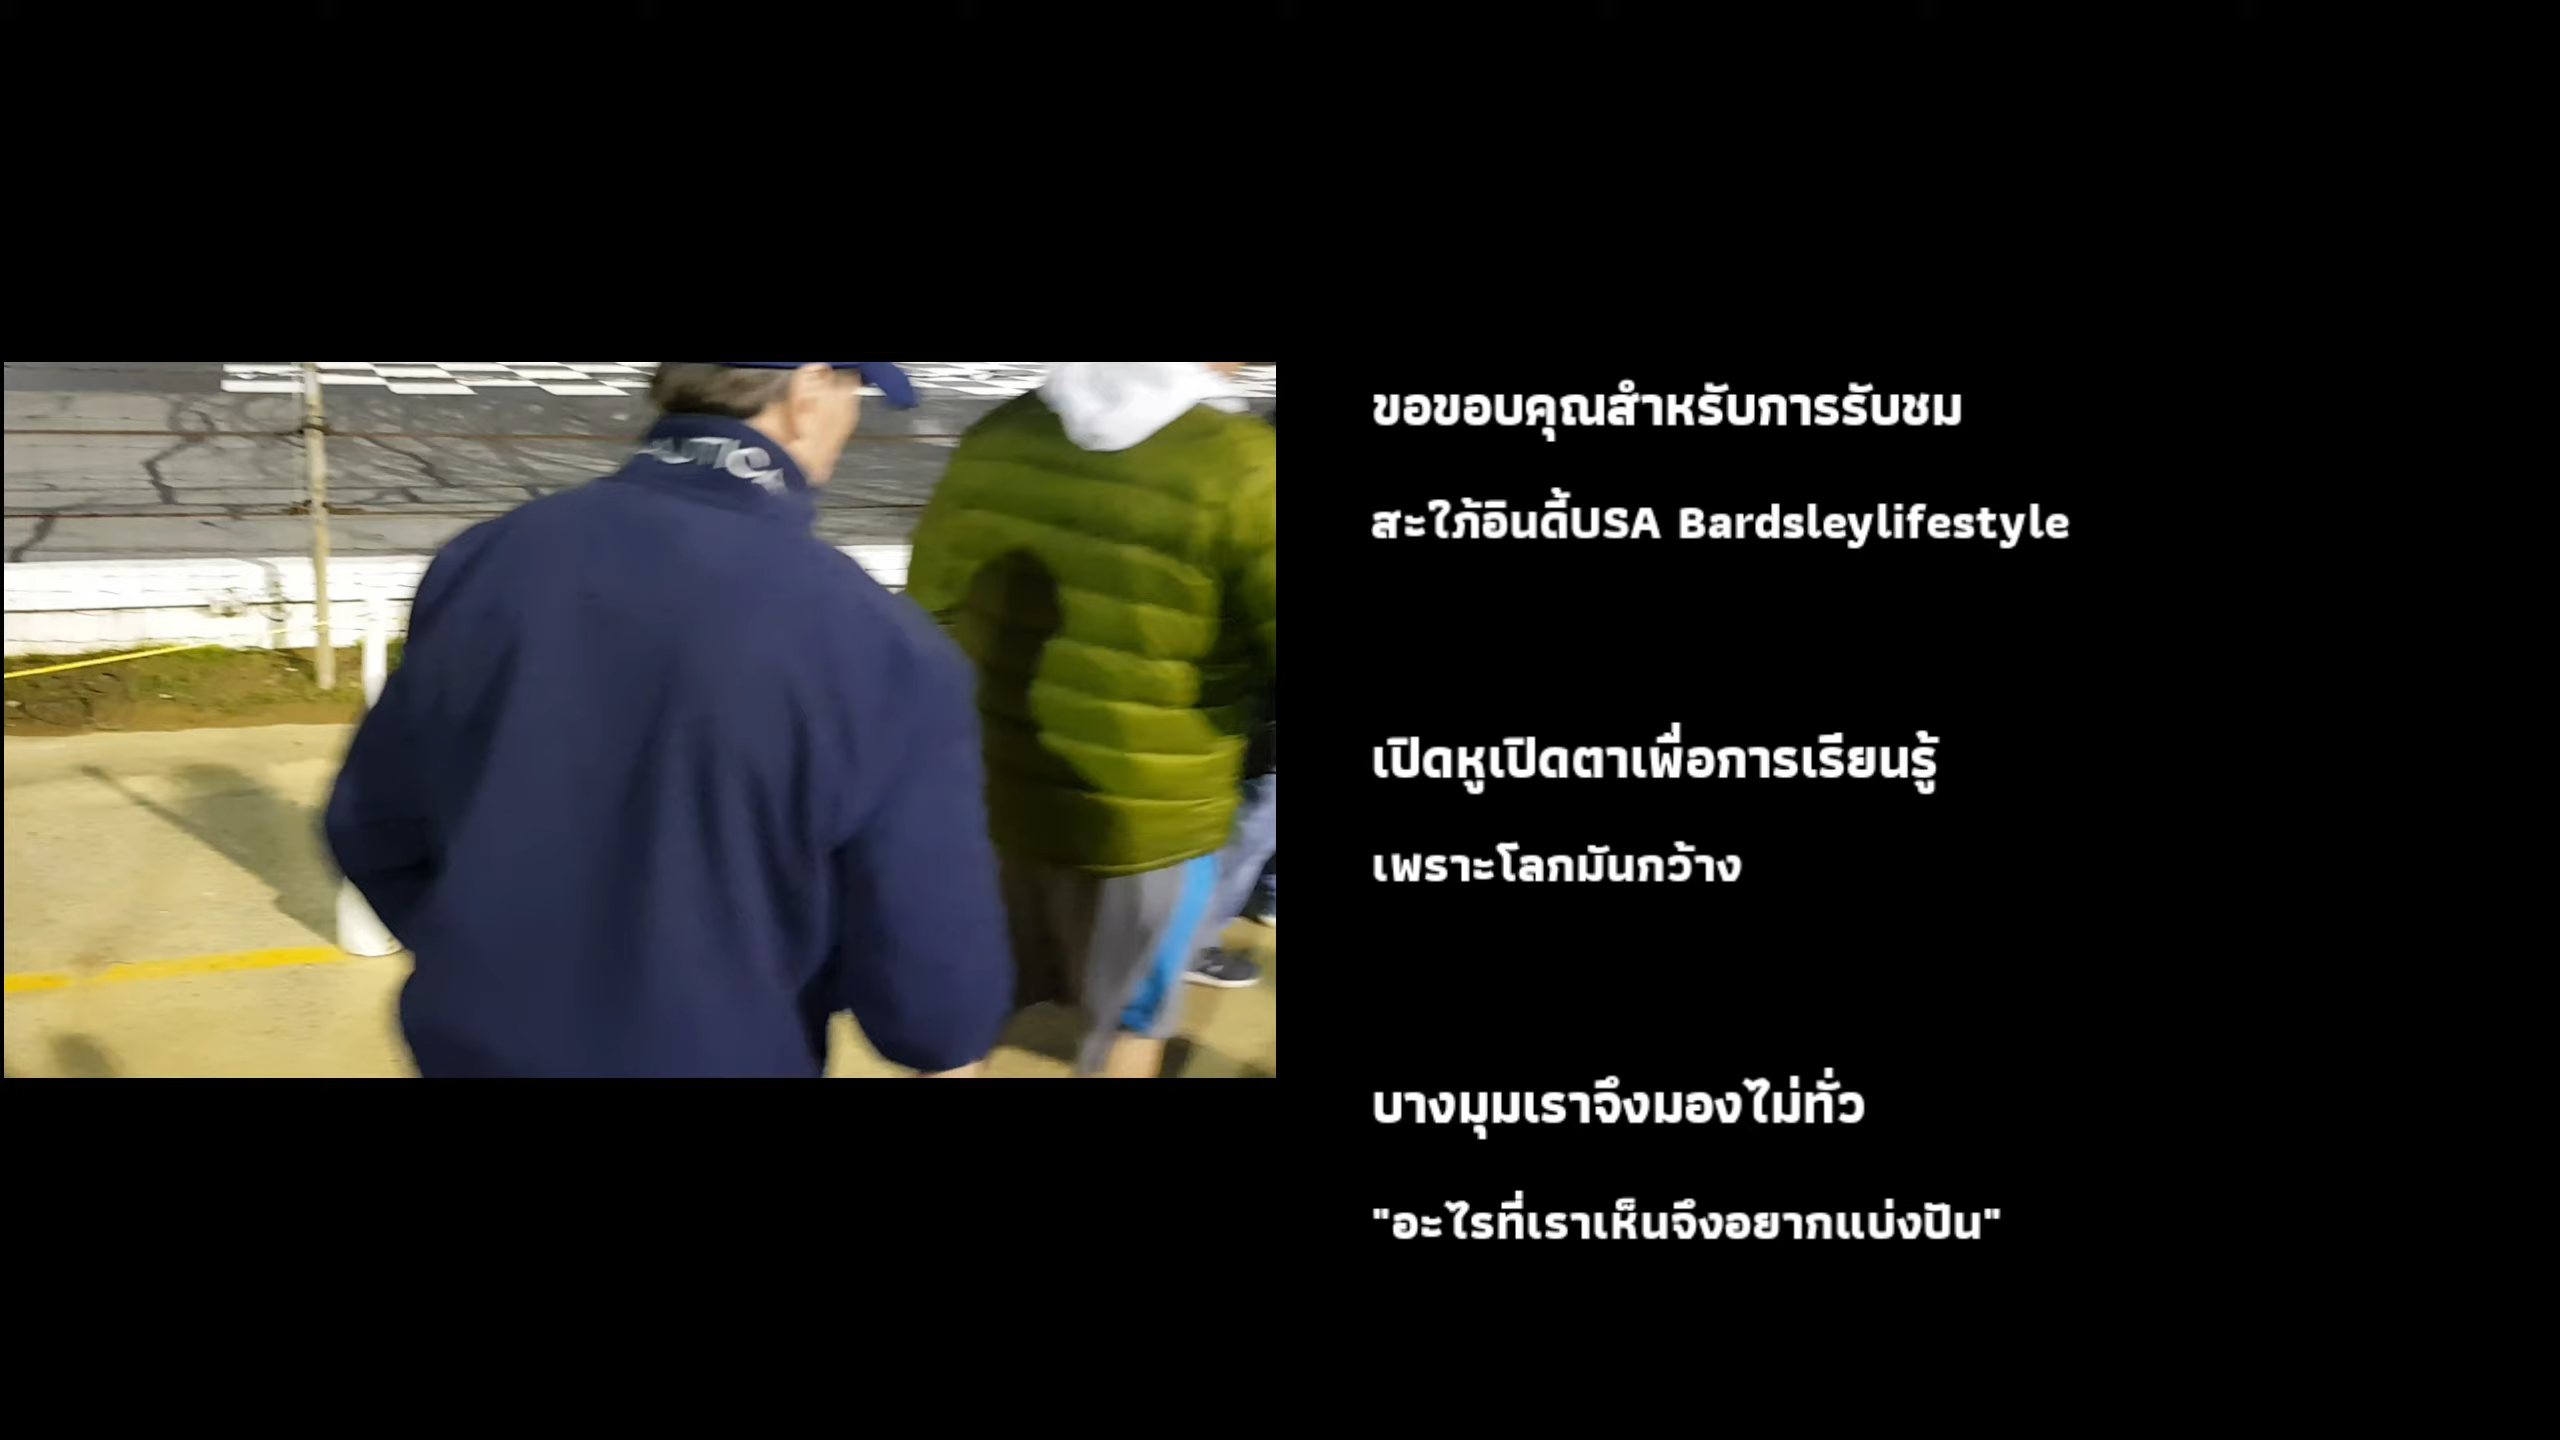 ขอขอบคุณสำหรับการรับชม
สะใภ้อินดี้USA Bardsleylifestyle
เปิดหูเปิดตาเพื่อการเรียนรู้
เพราะโลกมันกว้าง
บางมุมเราจึงมองไม่ทั่ว
"อะไรที่เราเห็นจึงอยากแบ่งปัน"